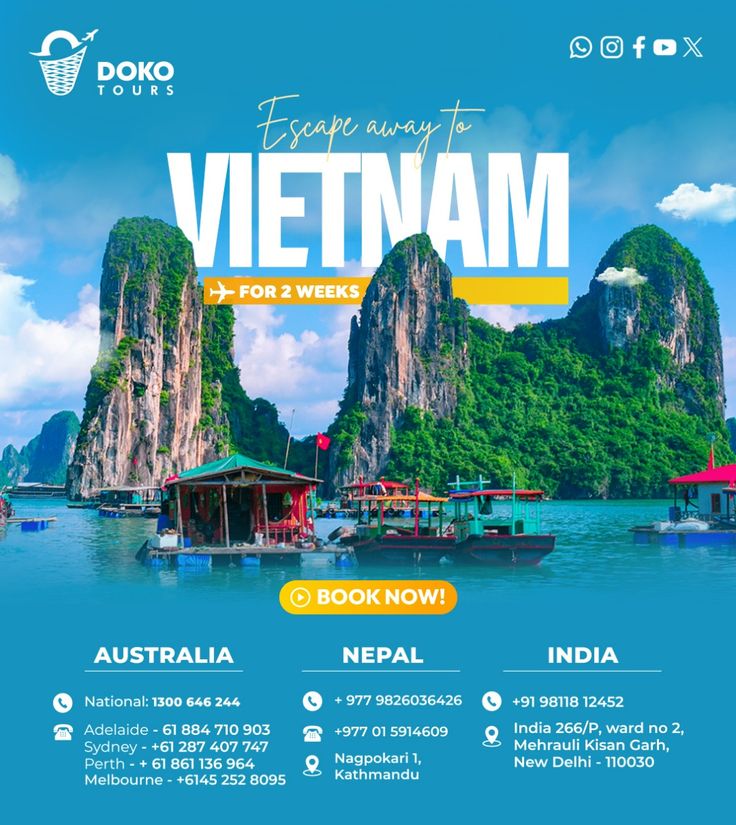 DOKO
TOURS
Escape away to
VIETNAM
FOR 2 WEEKS
BOOK NOW!
AUSTRALIA
National: 1300 646 244
Adelaide - 61 884 710 903
Sydney - +61 287 407 747
Perth - + 61 861 136 964
Melbourne - +6145 252 8095
NEPAL
+ 977 9826036426
+977 01 5914609
Nagpokari 1,
Kathmandu
INDIA
+91 98118 12452
India 266/P, ward no 2,
Mehrauli Kisan Garh,
New Delhi - 110030